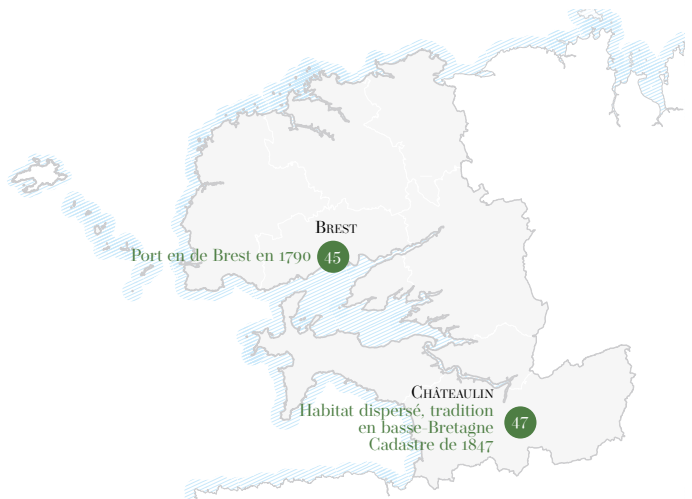 BREST
Port en de Brest en 1790 45
CHÂTEAULIN
Habitat dispersé, tradition
en basse-Bretagne 47
Cadastre de 1847